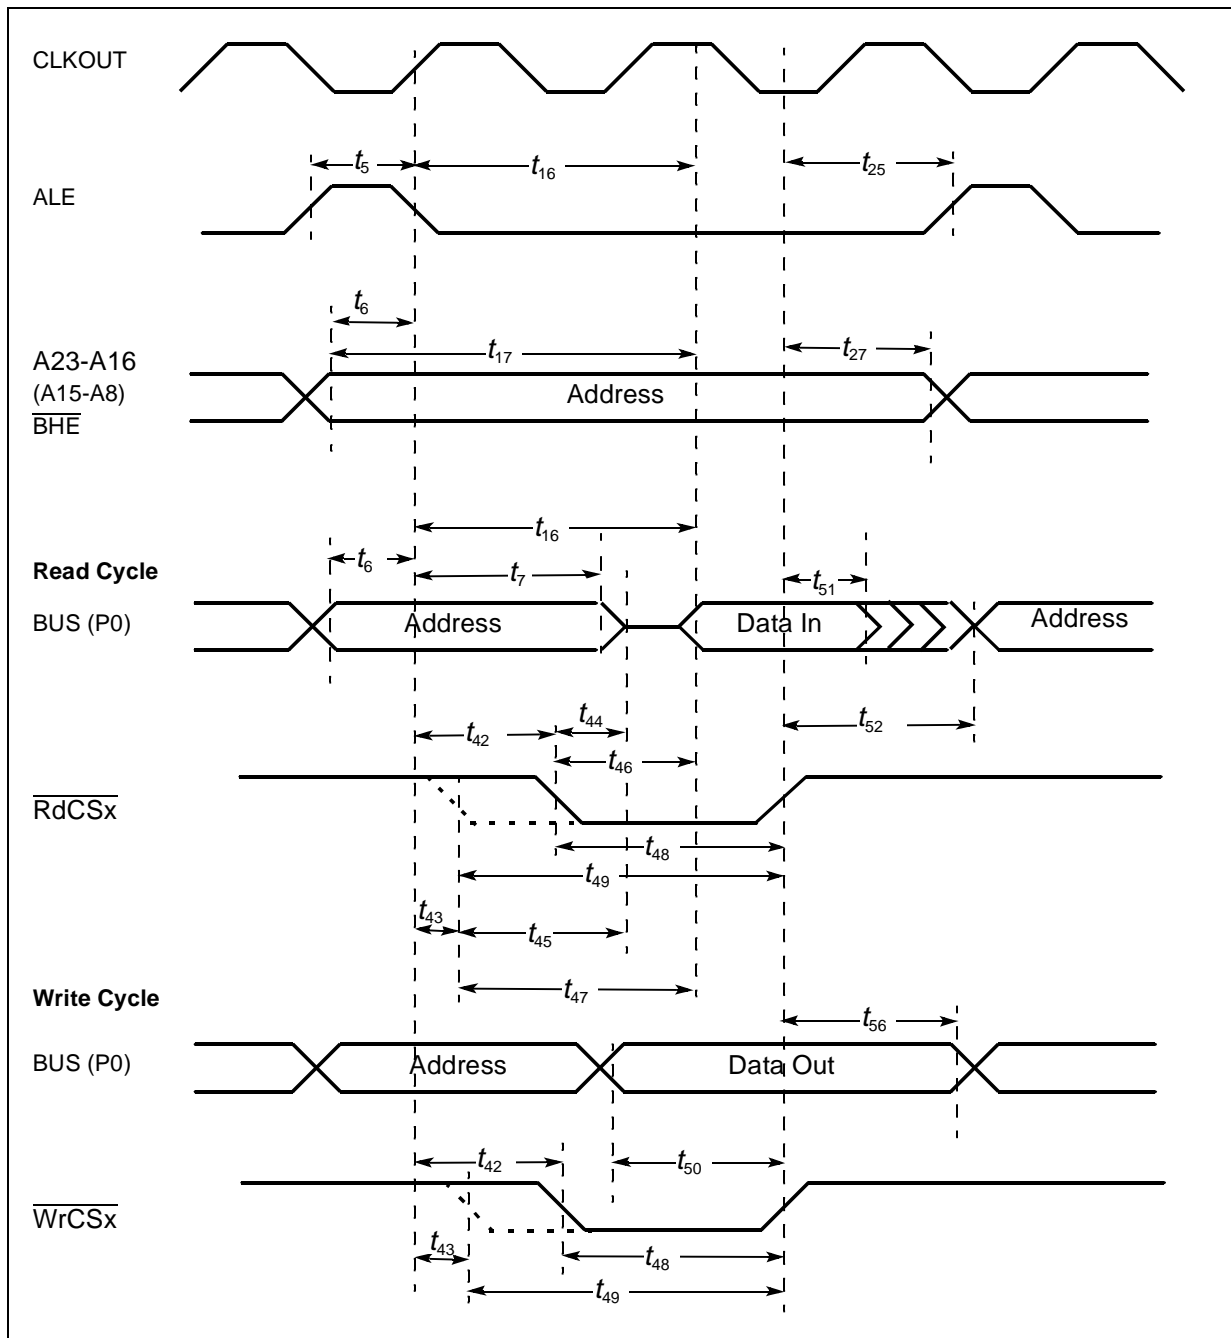 CLKOUT
t5
t16
t25
ALE
t6
t17
t27
A23-A16
(A15-A8)
BHE
Address
t16
t6
t7
t51
Read Cycle
BUS (P0)
Address
Data In
Address
t42
t44
t52
t46
RdCSx
t48
t49
t43
t45
t47
Write Cycle
t56
BUS (P0)
Address
Data Out
t42
t50
WrCSx
t43
t48
t49